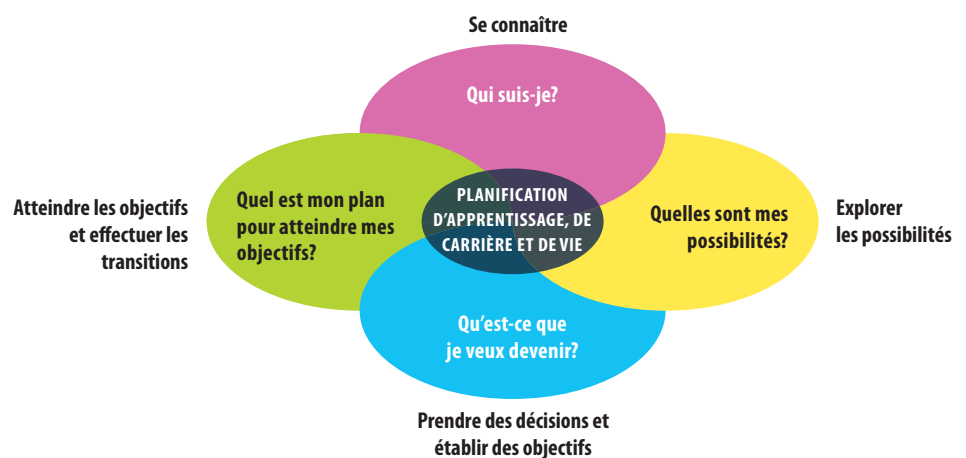 Se connaître
Qui suis-je?
Atteindre les objectifs
et effectuer les
transitions
Quel est mon plan
pour atteindre mes
objectifs?
PLANIFICATION
D’APPRENTISSAGE, DE
CARRIÈRE ET DE VIE
Quelles sont mes
possibilités?
Explorer
les possibilités
Qu’est-ce que
je veux devenir?
Prendre des décisions et
établir des objectifs